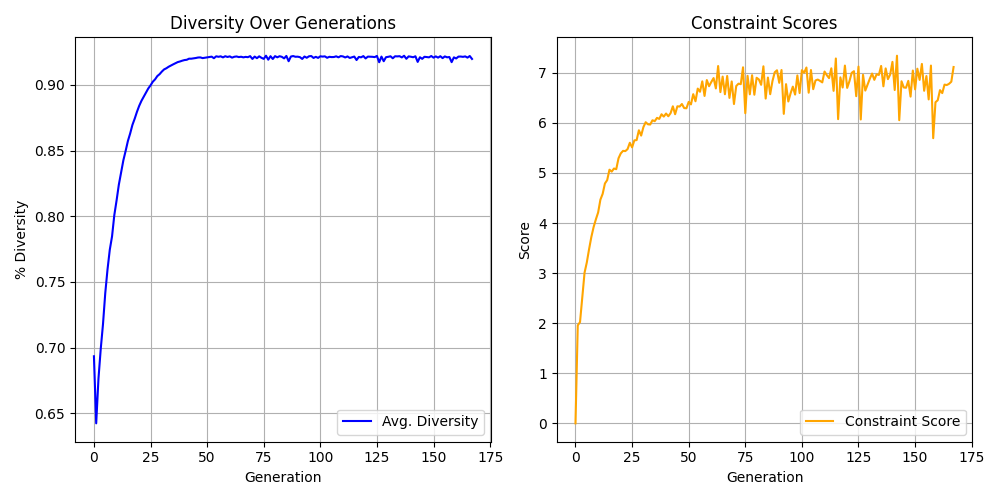 Diversity Over Generations
% Diversity
0.90
0.85
0.80
0.75
0.70
0.65
0 25 50 75 100 125 150 175
Generation
Avg. Diversity
Constraint Scores
Score
7
6
5
4
3
2
1
0
0 25 50 75 100 125 150 175
Generation
Constraint Score